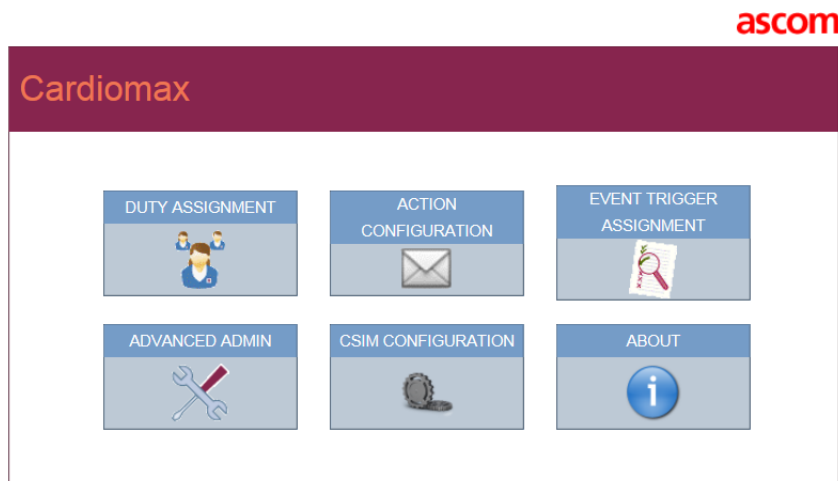 ascom
Cardiomax
DUTY ASSIGNMENT
ACTION
CONFIGURATION
EVENT TRIGGER
ASSIGNMENT
ADVANCED ADMIN
CSIM CONFIGURATION
ABOUT